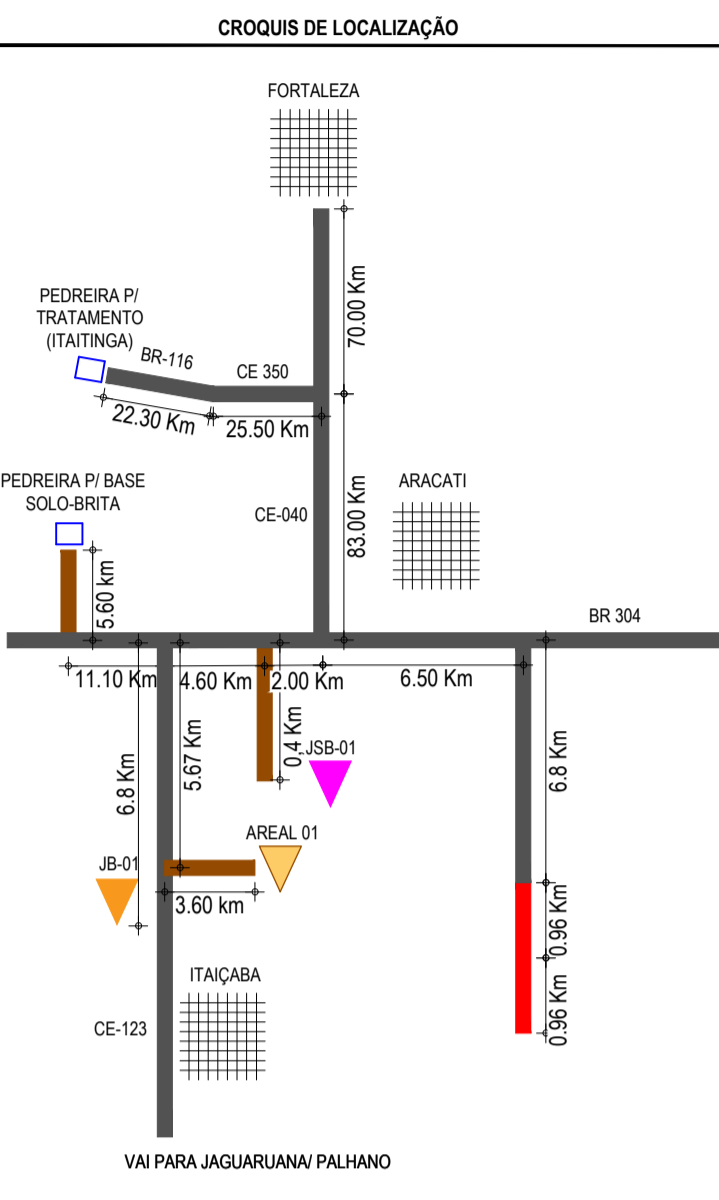 CROQUIS DE LOCALIZAÇÃO
FORTALEZA
70.00 Km
PEDREIRA P/
TRATAMENTO
(ITAITINGA)
BR-116
CE 350
22.30 Km
25.50 Km
PEDREIRA P/ BASE
SOLO-BRITA
CE-040
83.00 Km
ARACATI
5.60 km
BR 304
11.10 Km
4.60 Km
2.00 Km
6.50 Km
6.8 Km
5.67 Km
0.4 Km
JSB-01
6.8 Km
AREAL 01
JB-01
3.60 km
0.96 Km
0.96 Km
ITAIÇABA
CE-123
VAI PARA JAGUARUANA/ PALHANO